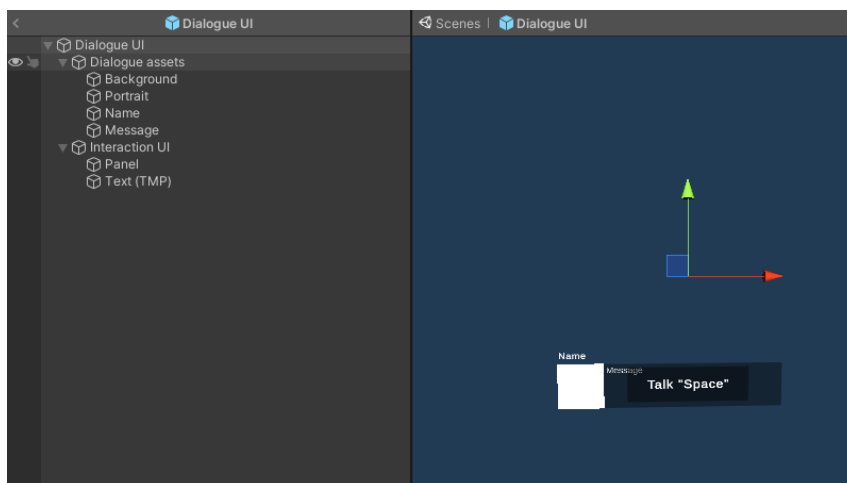 Dialogue UI
Dialogue UI
Dialogue assets
Background
Portrait
Name
Message
Interaction UI
Panel
Text (TMP)
Scenes | Dialogue UI
Name
Message
Talk "Space"